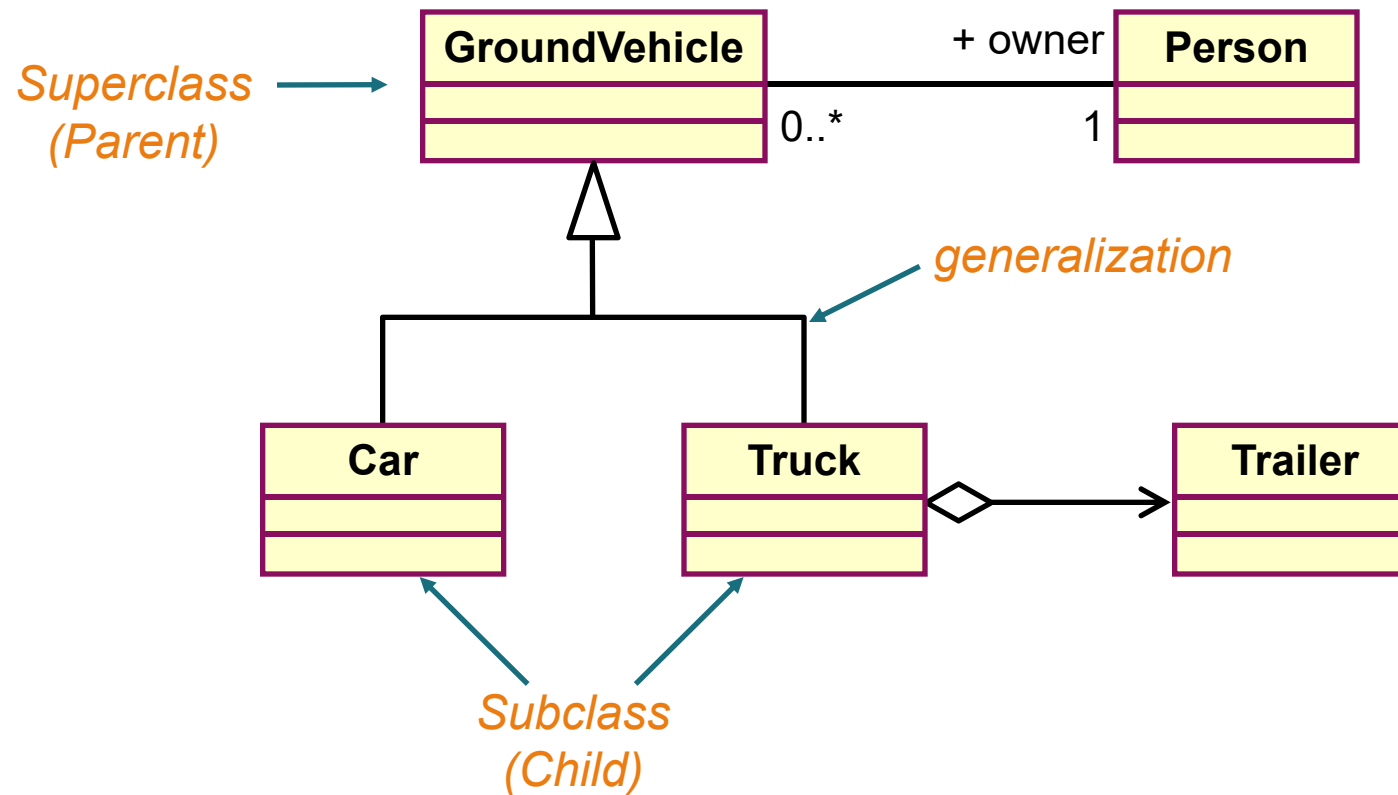 GroundVehicle
+ owner
Person
Superclass
(Parent)
0..*
1
generalization
Car
Truck
Trailer
Subclass
(Child)